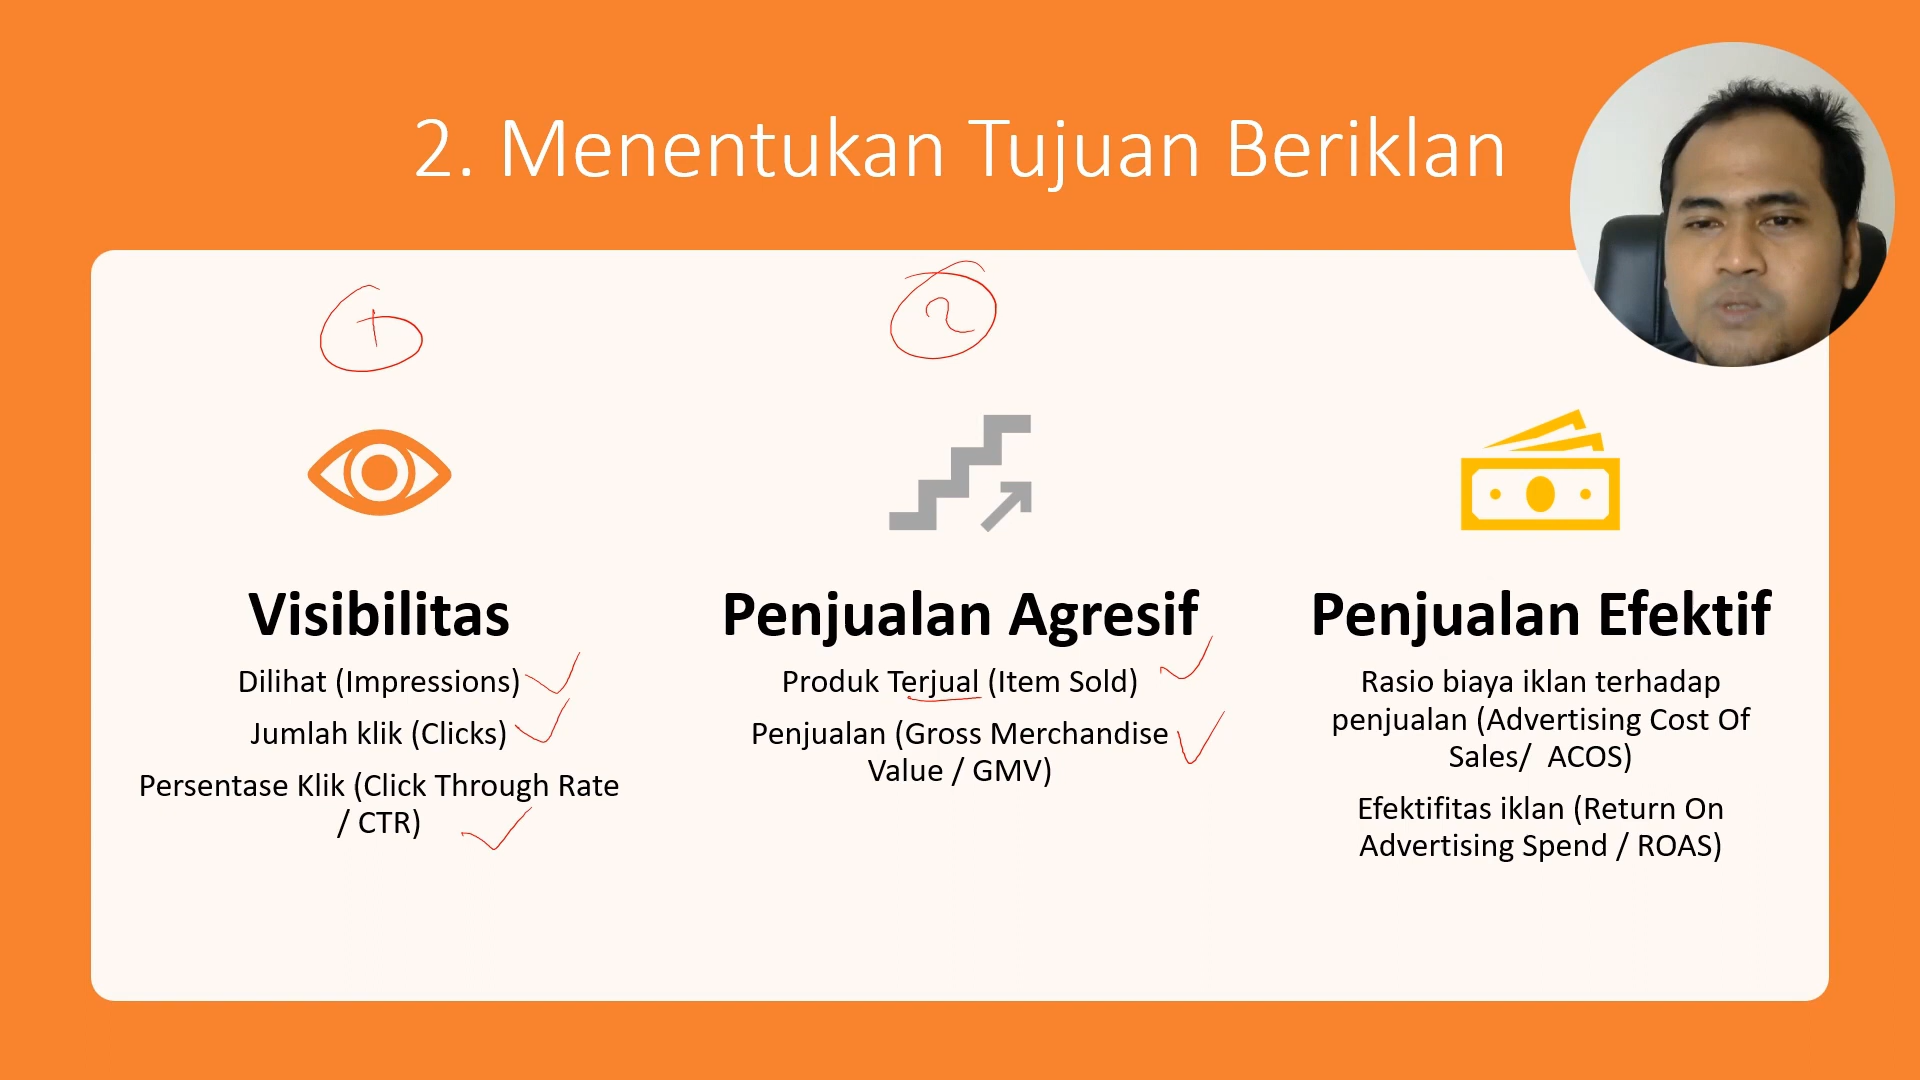 2. Menentukan Tujuan Beriklan
1
2
Visibilitas
Dilihat (Impressions)
Jumlah klik (Clicks)
Persentase Klik (Click Through Rate
/ CTR)
Penjualan Agresif
Produk Terjual (Item Sold)
Penjualan (Gross Merchandise
Value / GMV)
Penjualan Efektif
Rasio biaya iklan terhadap
penjualan (Advertising Cost Of
Sales/  ACOS)
Efektifitas iklan (Return On
Advertising Spend / ROAS)